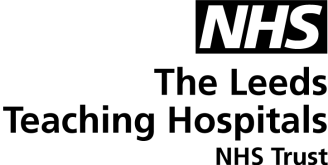 NHS
The Leeds
Teaching Hospitals
NHS Trust